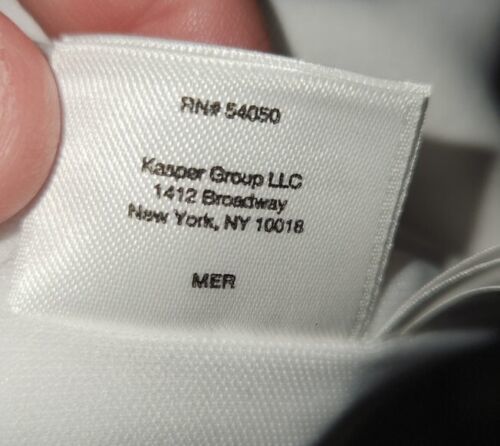 RN# 54050
Kasper Group LLC
1412 Broadway
New York, NY 10018
MER